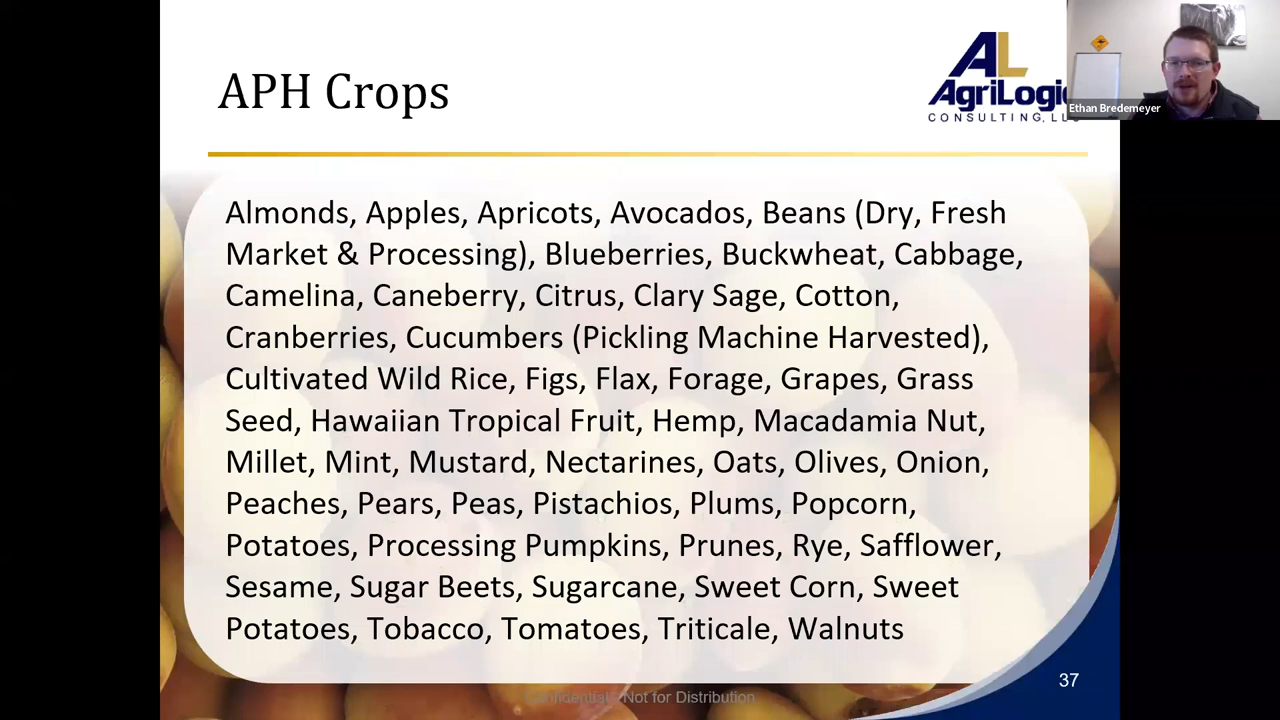 APH Crops
AL
AgriLogic
CONSULTING, LLC
Ethan Bredemeyer
Almonds, Apples, Apricots, Avocados, Beans (Dry, Fresh
Market & Processing), Blueberries, Buckwheat, Cabbage,
Camelina, Caneberry, Citrus, Clary Sage, Cotton,
Cranberries, Cucumbers (Pickling Machine Harvested),
Cultivated Wild Rice, Figs, Flax, Forage, Grapes, Grass
Seed, Hawaiian Tropical Fruit, Hemp, Macadamia Nut,
Millet, Mint, Mustard, Nectarines, Oats, Olives, Onion,
Peaches, Pears, Peas, Pistachios, Plums, Popcorn,
Potatoes, Processing Pumpkins, Prunes, Rye, Safflower,
Sesame, Sugar Beets, Sugarcane, Sweet Corn, Sweet
Potatoes, Tobacco, Tomatoes, Triticale, Walnuts
37
Confidential - Not for Distribution